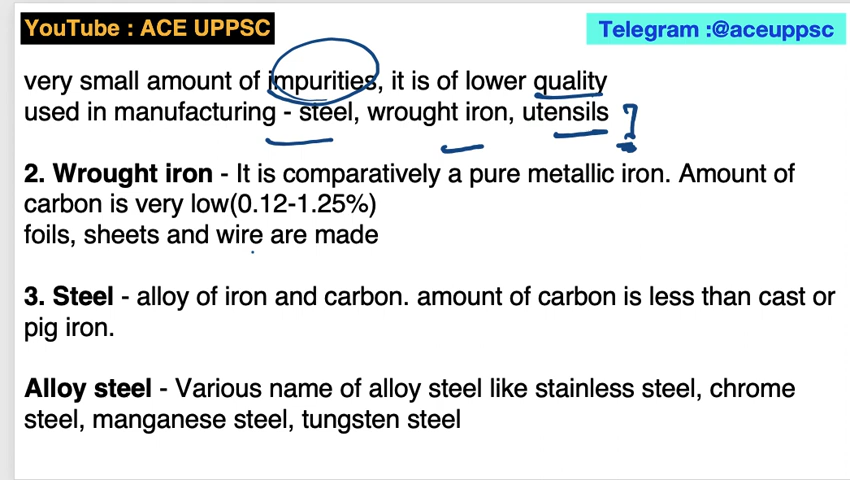 YouTube : ACE UPPSC
Telegram :@aceuppsc
very small amount of impurities, it is of lower quality
used in manufacturing - steel, wrought iron, utensils
2. Wrought iron - It is comparatively a pure metallic iron. Amount of
carbon is very low(0.12-1.25%)
foils, sheets and wire are made
3. Steel - alloy of iron and carbon. amount of carbon is less than cast or
pig iron.
Alloy steel - Various name of alloy steel like stainless steel, chrome
steel, manganese steel, tungsten steel